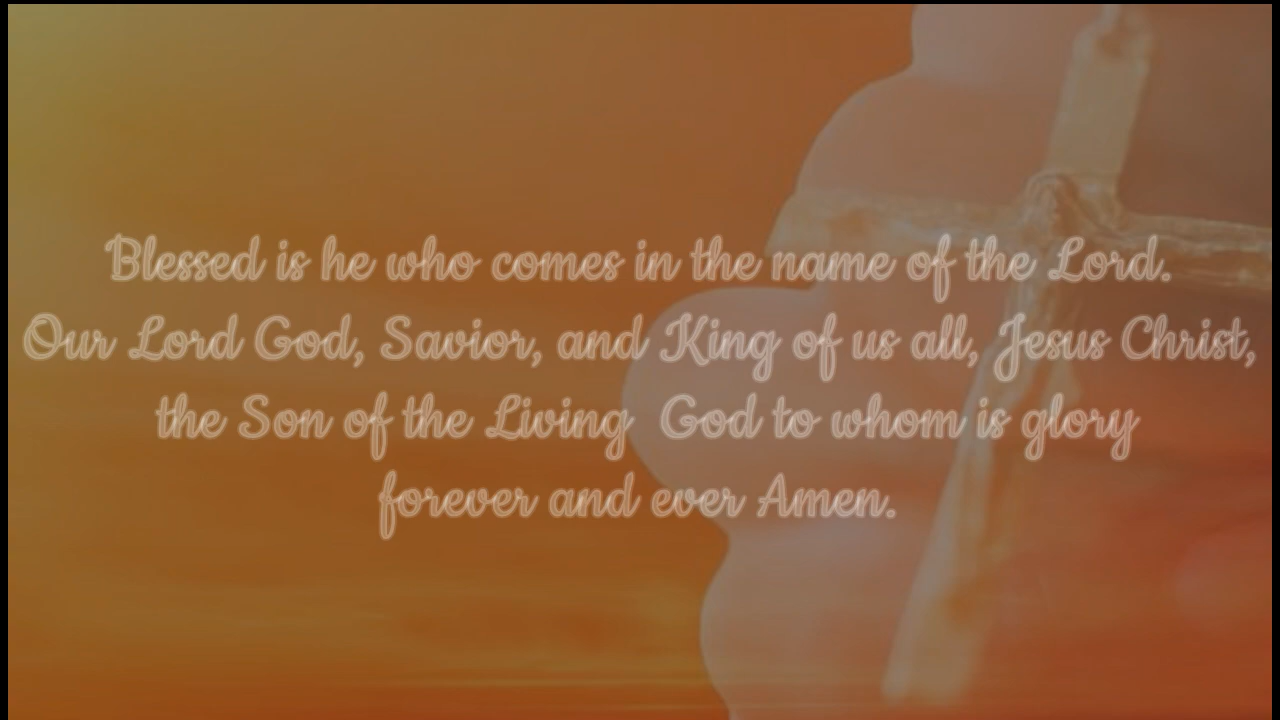 Blessed is he who comes in the name of the Lord.
Our Lord God, Savior, and King of us all, Jesus Christ,
the Son of the Living God to whom is glory
forever and ever Amen.